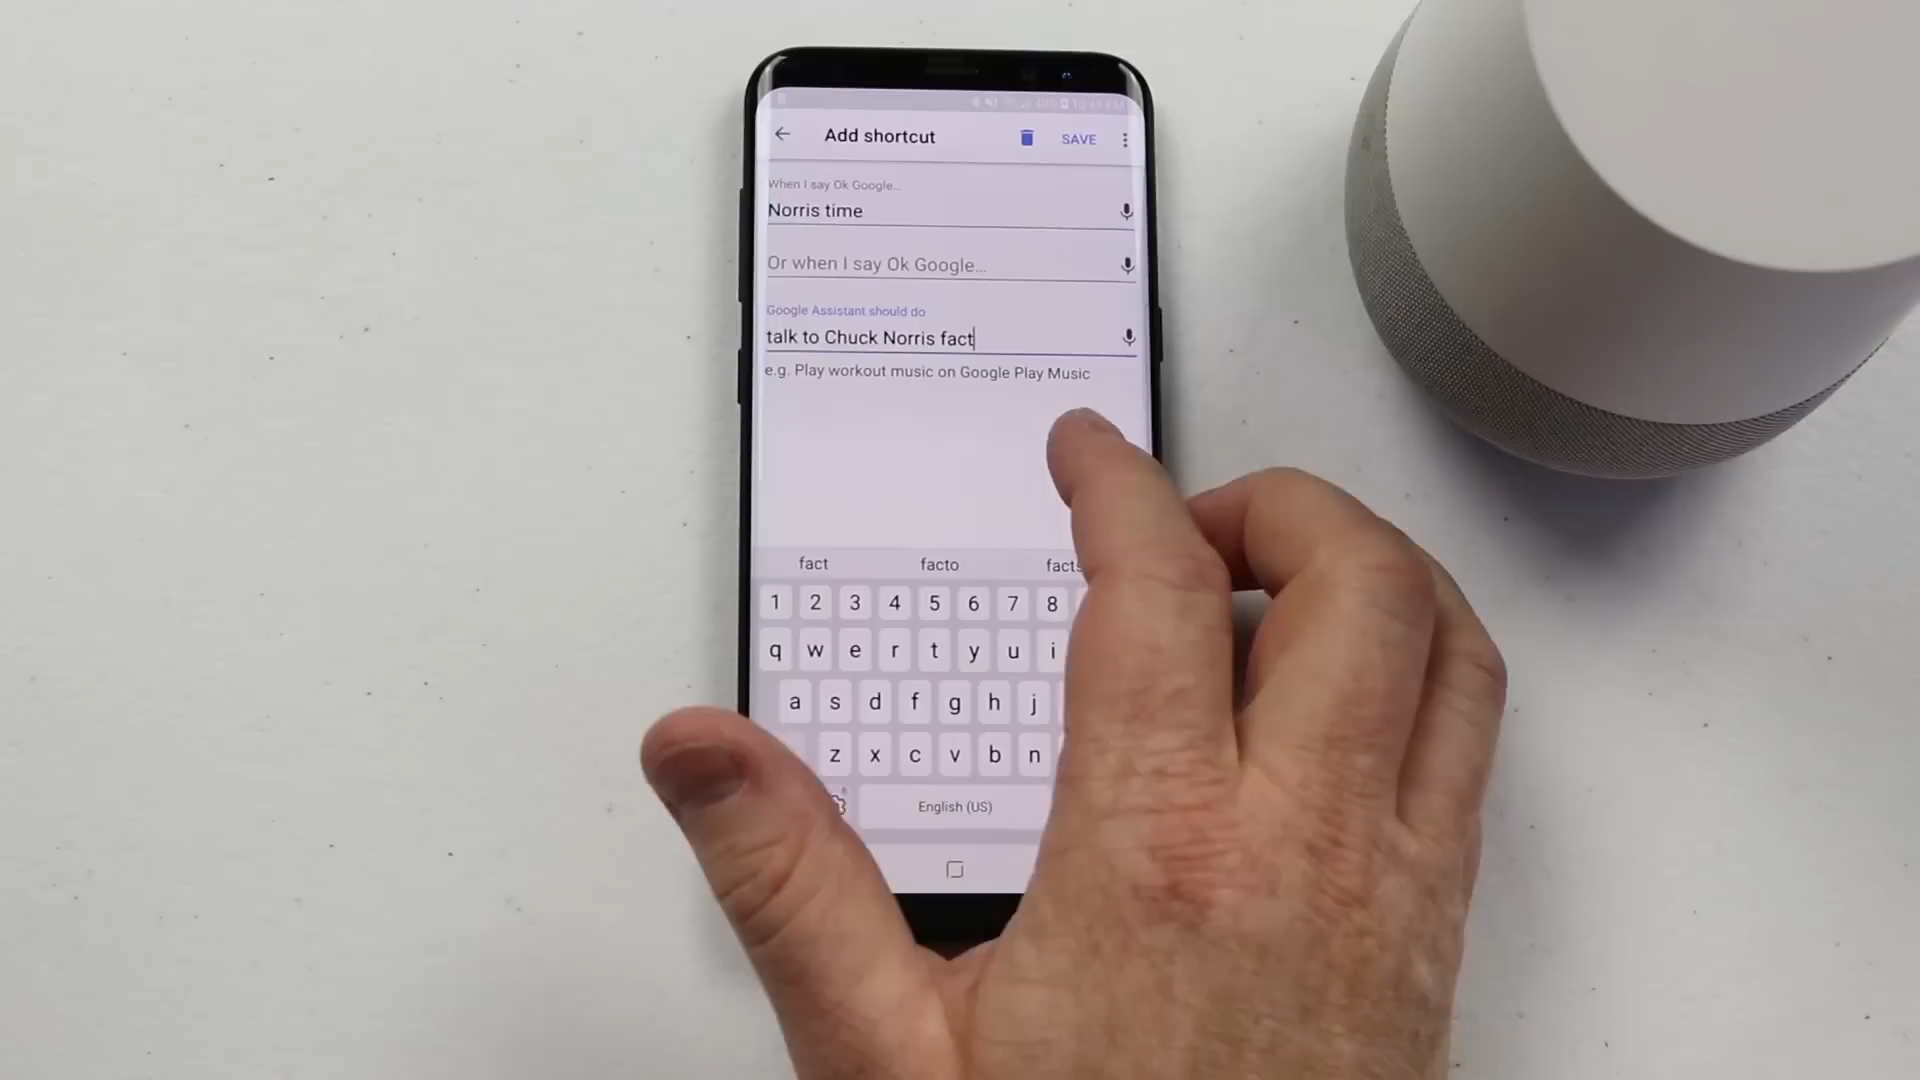 Add shortcut SAVE
When I say Ok Google...
Norris time
Or when I say Ok Google...
Google Assistant should do
talk to Chuck Norris fact
e.g. Play workout music on Google Play Music
fact facto facts
1 2 3 4 5 6 7 8
q w e r t y u i
a s d f g h j
z x c v b n
English (US)